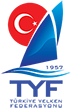 1957
TYF
TÜRKİYE YELKEN
FEDERASYONU